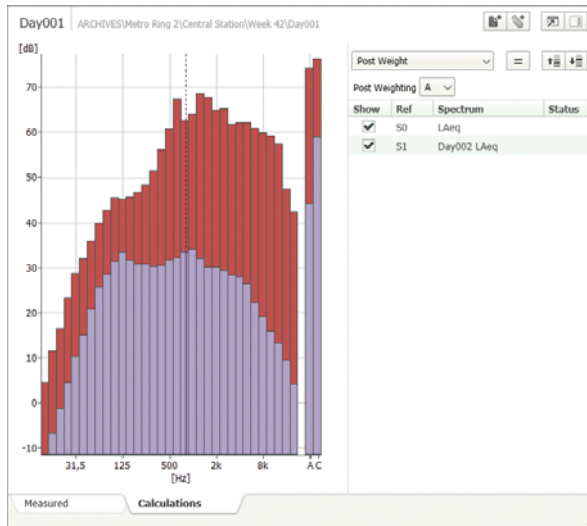 Day001 ARCHIVES\Metro Ring 2\Central Station\Week 42\Day001
[dB]
70
60
50
40
30
20
10
0
-10
31,5 125 500 2k 8k A C
[Hz]
Post Weight =
Post Weighting A
Show Ref Spectrum Status
S0 LAeq
S1 Day002 LAeq
Measured Calculations